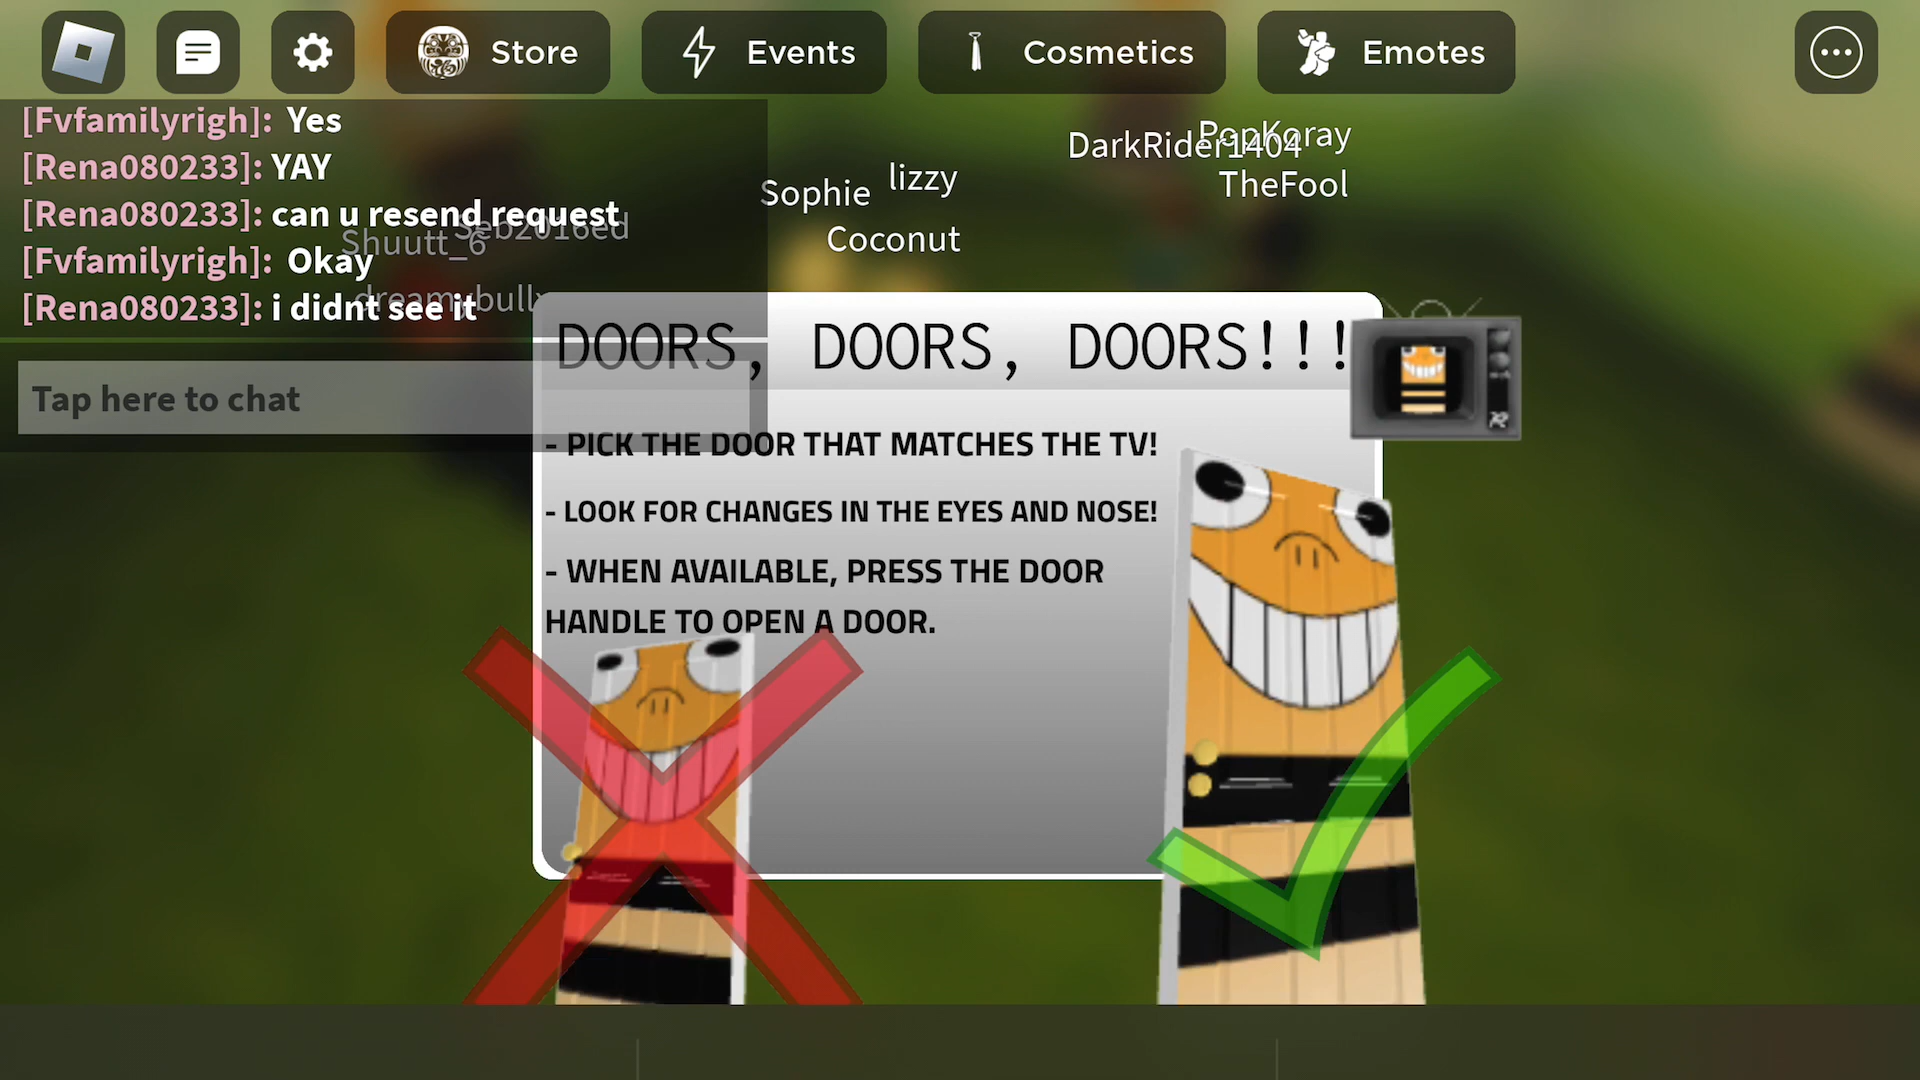 Store
Events
Cosmetics
Emotes
[Fvfamilyrigh]: Yes
[Rena080233]: YAY
[Rena080233]: can u resend request
[Fvfamilyrigh]: Okay
[Rena080233]: i didnt see it
Tap here to chat
Shuutt_6
Seb2016ed
Sophie
lizzy
Coconut
DarkRider1404
TheFool
DOORS, DOORS, DOORS!!!
- PICK THE DOOR THAT MATCHES THE TV!
- LOOK FOR CHANGES IN THE EYES AND NOSE!
- WHEN AVAILABLE, PRESS THE DOOR
HANDLE TO OPEN A DOOR.